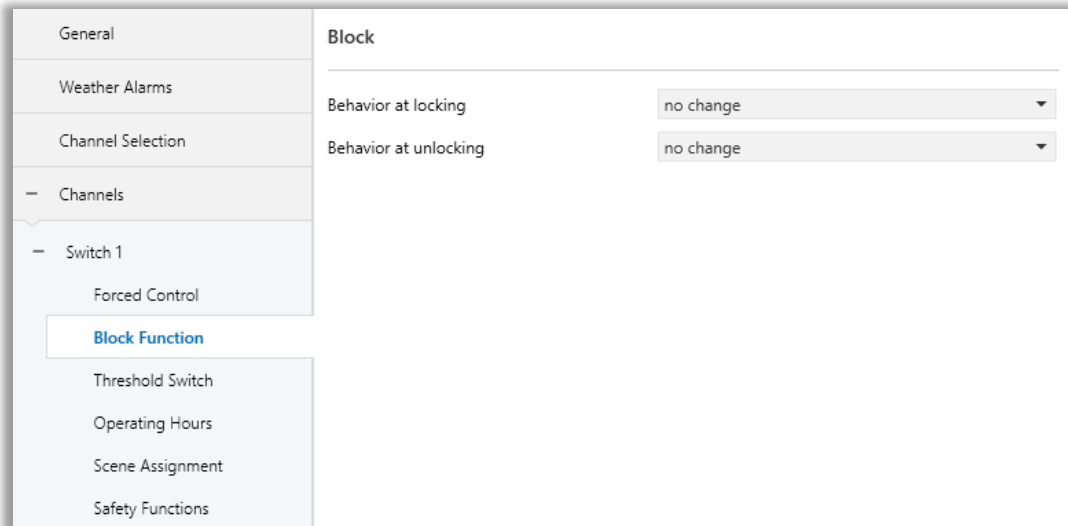 General
Weather Alarms
Channel Selection
Channels
Switch 1
Forced Control
Block Function
Threshold Switch
Operating Hours
Scene Assignment
Safety Functions
Block
Behavior at locking no change
Behavior at unlocking no change